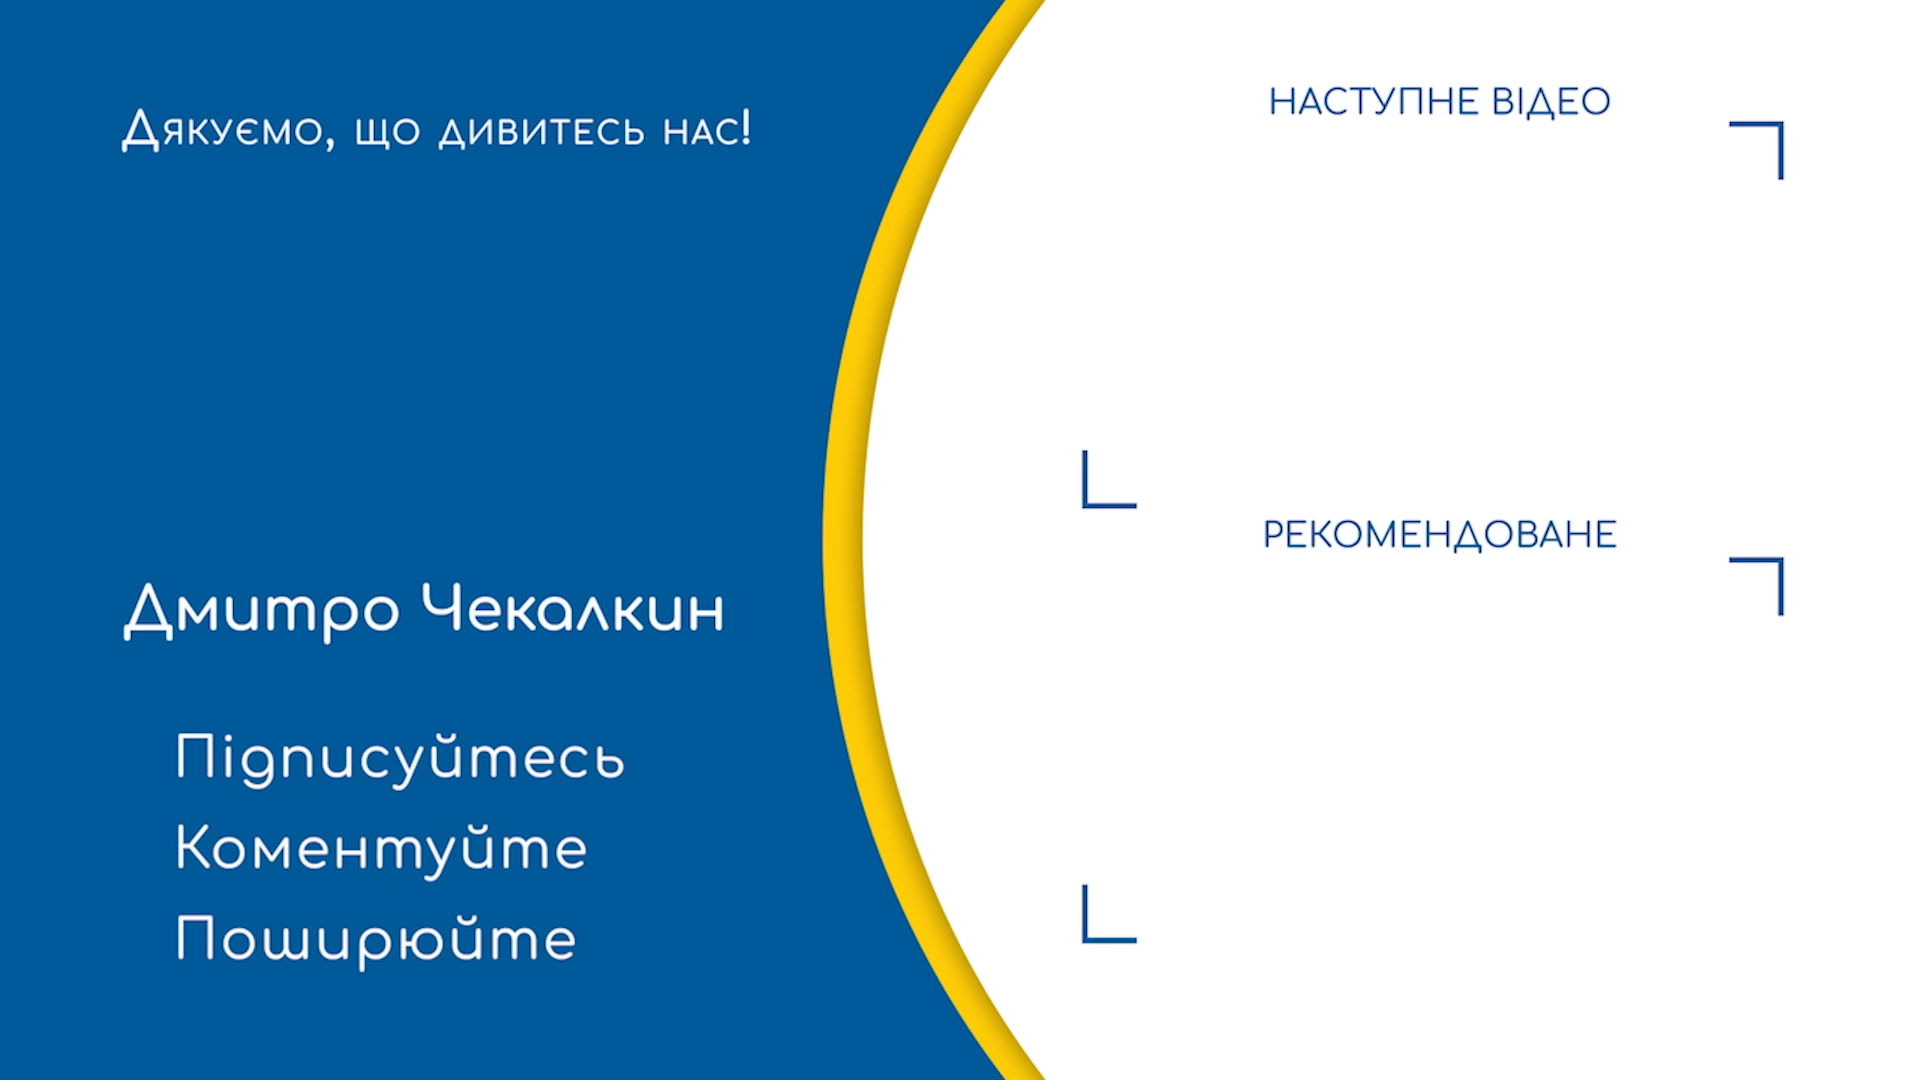 Дякуємо, що дивитесь нас!
Дмитро Чекалкин
Підписуйтесь
Коментуйте
Поширюйте
НАСТУПНЕ ВІДЕО
РЕКОМЕНДОВАНЕ